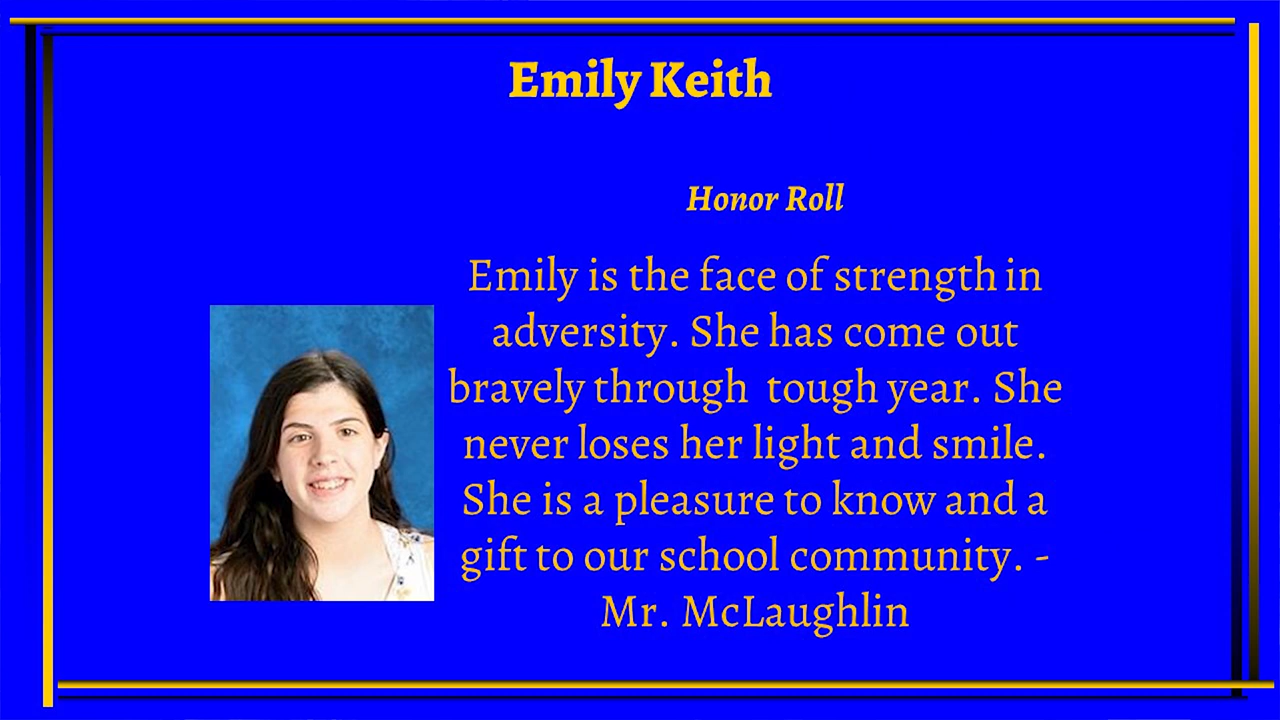 Emily Keith
Honor Roll
Emily is the face of strength in
adversity. She has come out
bravely through  tough year. She
never loses her light and smile.
She is a pleasure to know and a
gift to our school community. -
Mr. McLaughlin